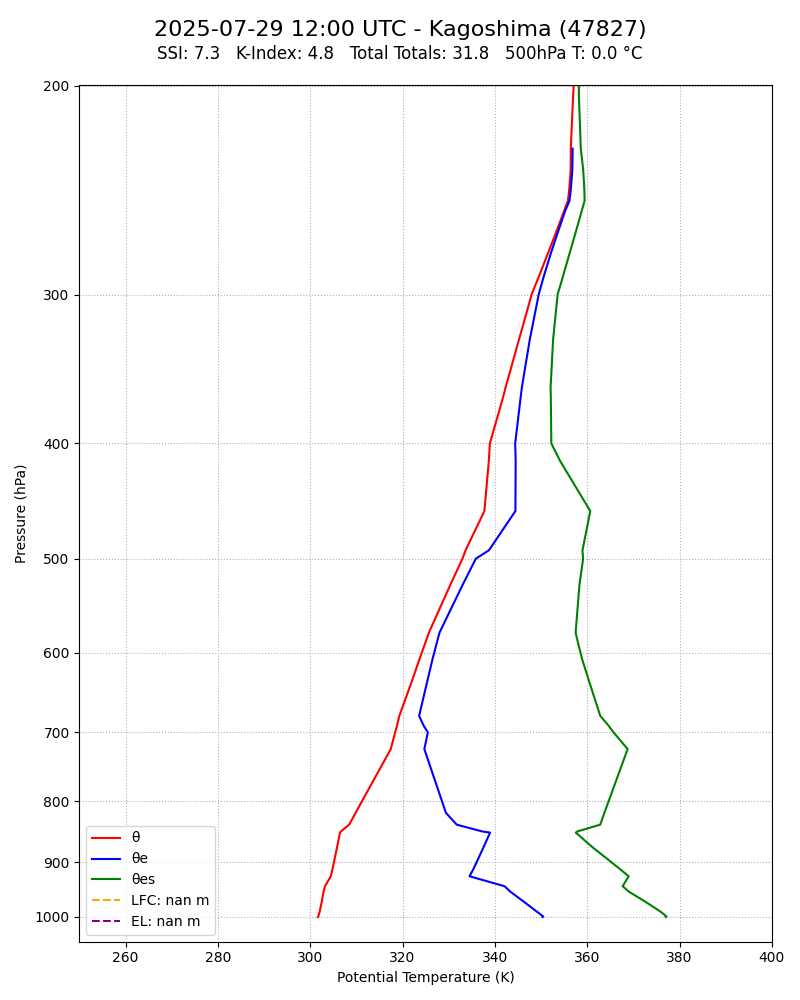 2025-07-29 12:00 UTC - Kagoshima (47827)
SSI: 7.3   K-Index: 4.8   Total Totals: 31.8   500hPa T: 0.0 °C
200
300
400
500
600
700
800
900
1000
Pressure (hPa)
θ
θe
θes
LFC: nan m
EL: nan m
260 280 300 320 340 360 380 400
Potential Temperature (K)